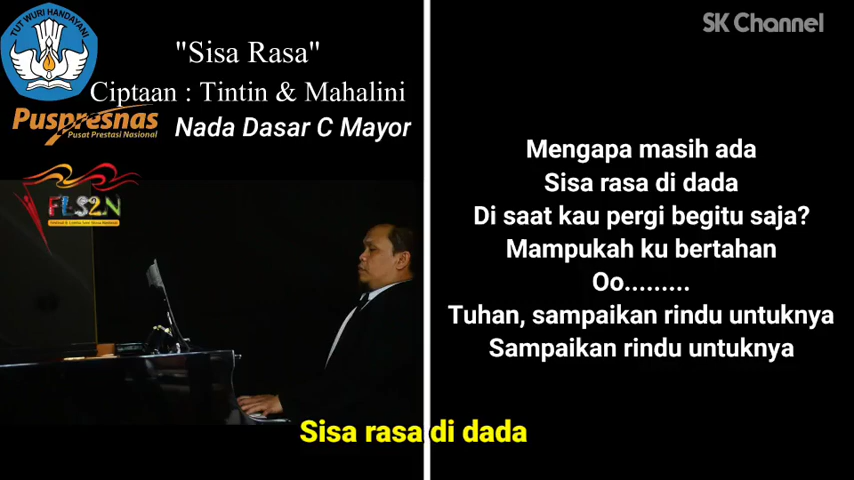 TUT WURI HANDAYANI
"Sisa Rasa"
Ciptaan : Tintin & Mahalini
Puspresnas
Pusat Prestasi Nasional
Nada Dasar C Mayor
FLS2N
SK Channel
Mengapa masih ada
Sisa rasa di dada
Di saat kau pergi begitu saja?
Mampukah ku bertahan
Oo.........
Tuhan, sampaikan rindu untuknya
Sampaikan rindu untuknya
Sisa rasa di dada